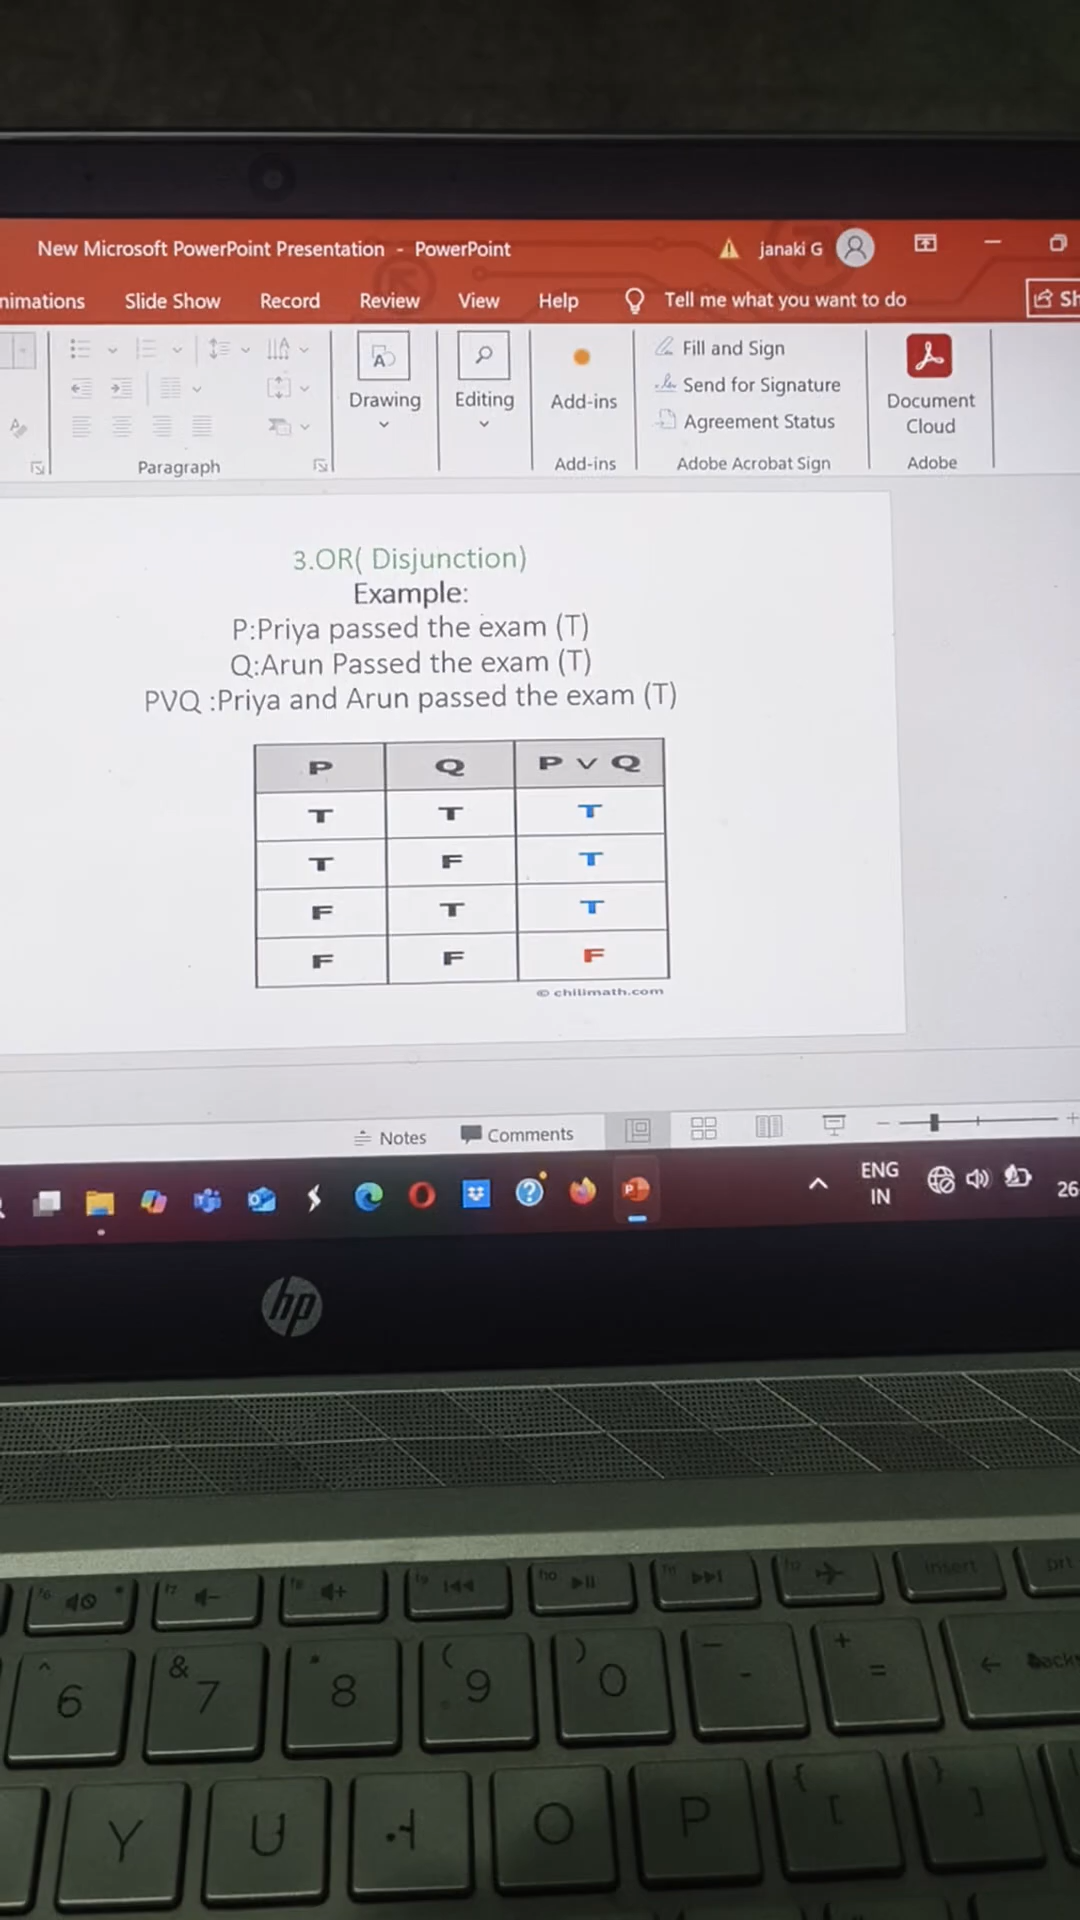 New Microsoft PowerPoint Presentation - PowerPoint
janaki G
nimations Slide Show Record Review View Help Tell me what you want to do Sh
Drawing
Editing
Add-ins
Fill and Sign
Send for Signature
Agreement Status
Document
Cloud
Paragraph
Add-ins
Adobe Acrobat Sign
Adobe
3.OR( Disjunction)
Example:
P:Priya passed the exam (T)
Q:Arun Passed the exam (T)
PVQ :Priya and Arun passed the exam (T)
P Q P ∨ Q
T T T
T F T
F T T
F F F
© chilimath.com
Notes Comments
ENG
IN
26
hp
insert
^ & * ( ) _ +
6 7 8 9 0 - =
Y U I O P { [ } ]